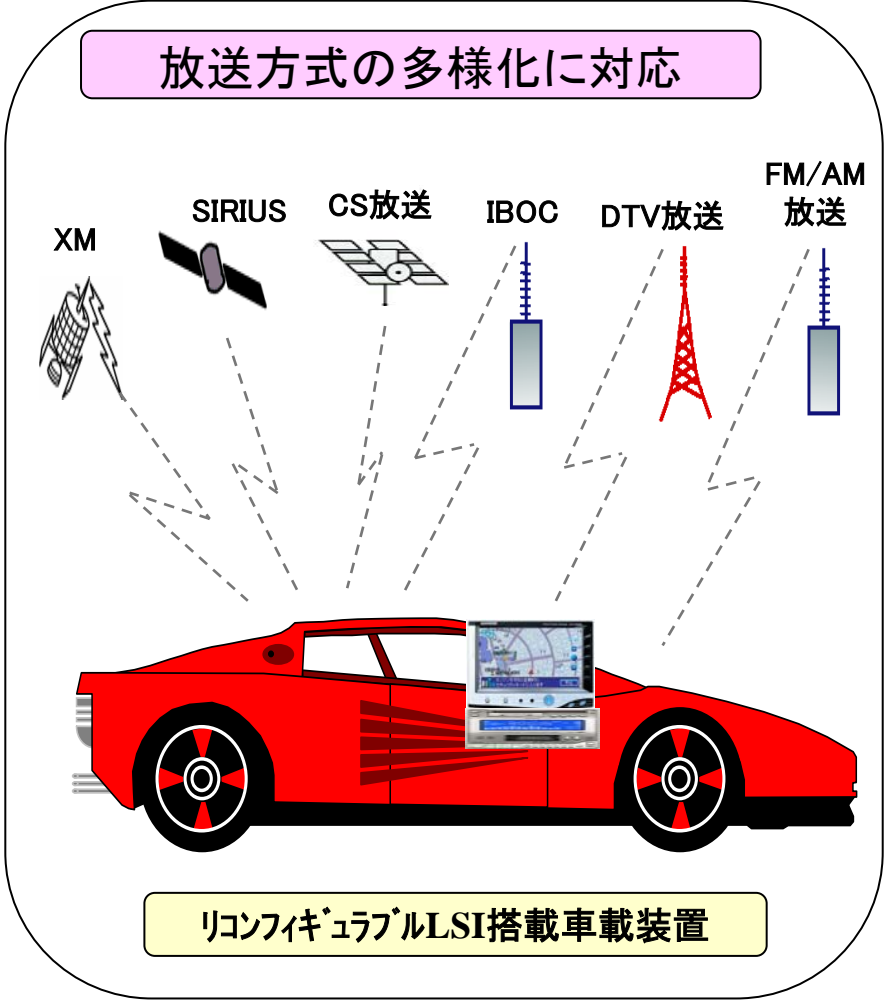 放送方式の多様化に対応
XM
SIRIUS
CS放送
IBOC
DTV放送
FM/AM
放送
ﾘｺﾝﾌｨｷﾞｭﾗﾌﾞﾙLSI搭載車載装置